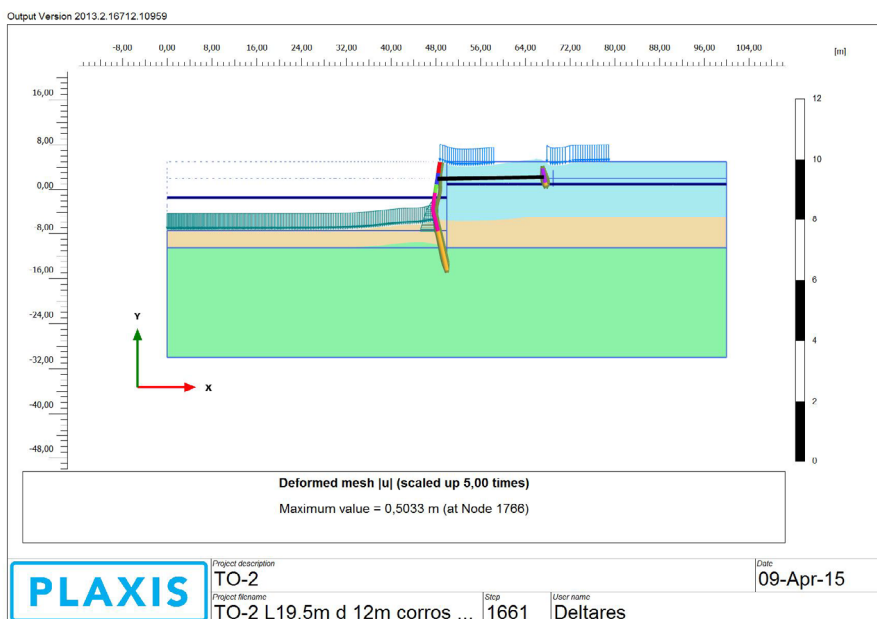 Output Version 2013.2.16712.10959
-8,00 0,00 8,00 16,00 24,00 32,00 40,00 48,00 56,00 64,00 72,00 80,00 88,00 96,00 104,00
[m]
16,00
8,00
0,00
-8,00
-16,00
-24,00
-32,00
-40,00
-48,00
12
10
8
6
4
2
0
Y
X
Deformed mesh |u| (scaled up 5,00 times)
Maximum value = 0,5033 m (at Node 1766)
PLAXIS
Project description
TO-2
Date
09-Apr-15
Project filename
TO-2 L19.5m d 12m corros ...
Step
1661
User name
Deltares